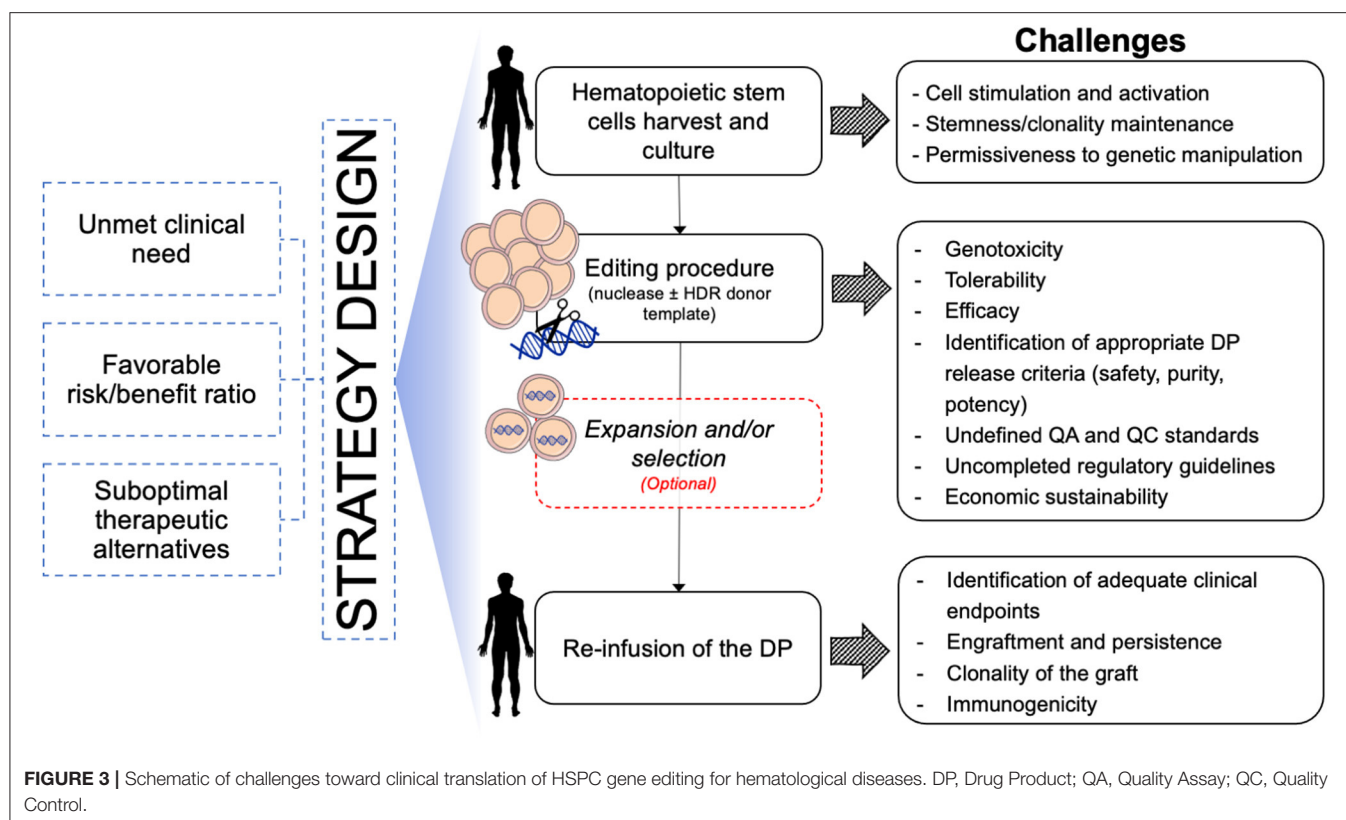 Challenges
Unmet clinical
need
Favorable
risk/benefit ratio
Suboptimal
therapeutic
alternatives
STRATEGY DESIGN
Hematopoietic stem
cells harvest and
culture
- Cell stimulation and activation
- Stemness/clonality maintenance
- Permissiveness to genetic manipulation
Editing procedure
(nuclease ± HDR donor
template)
- Genotoxicity
- Tolerability
- Efficacy
- Identification of appropriate DP
release criteria (safety, purity,
potency)
- Undefined QA and QC standards
- Uncompleted regulatory guidelines
- Economic sustainability
Expansion and/or
selection
(Optional)
Re-infusion of the DP
- Identification of adequate clinical
endpoints
- Engraftment and persistence
- Clonality of the graft
- Immunogenicity
FIGURE 3 | Schematic of challenges toward clinical translation of HSPC gene editing for hematological diseases. DP, Drug Product; QA, Quality Assay; QC, Quality
Control.